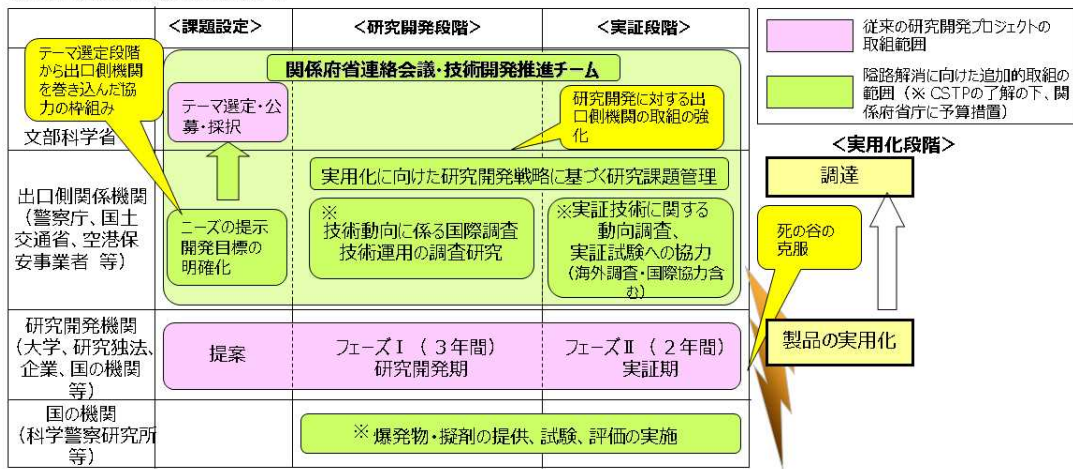 <課題設定>
<研究開発段階>
<実証段階>
従来の研究開発プロジェクトの
取組範囲
隘路解消に向けた追加的取組の
範囲（※ CSTPの了解の下、関
係府省庁に予算措置）
テーマ選定段階
から出口側機関
を巻き込んだ協
力の枠組み
関係府省連絡会議・技術開発推進チーム
文部科学省
テーマ選定・公
募・採択
研究開発に対する出
口側機関の取組の強
化
<実用化段階>
調達
出口側関係機関
（警察庁、国土
交通省、空港保
安事業者 等）
実用化に向けた研究開発戦略に基づく研究課題管理
ニーズの提示
開発目標の
明確化
※
技術動向に係る国際調査
技術運用の調査研究
※実証技術に関する
動向調査、
実証試験への協力
（海外調査・国際協力含
む）
死の谷の
克服
研究開発機関
（大学、研究独法、
企業、国の機関
等）
提案
フェーズⅠ（３年間）
研究開発期
フェーズⅡ（２年間）
実証期
製品の実用化
国の機関
（科学警察研究所
等）
※ 爆発物・擬剤の提供、試験、評価の実施